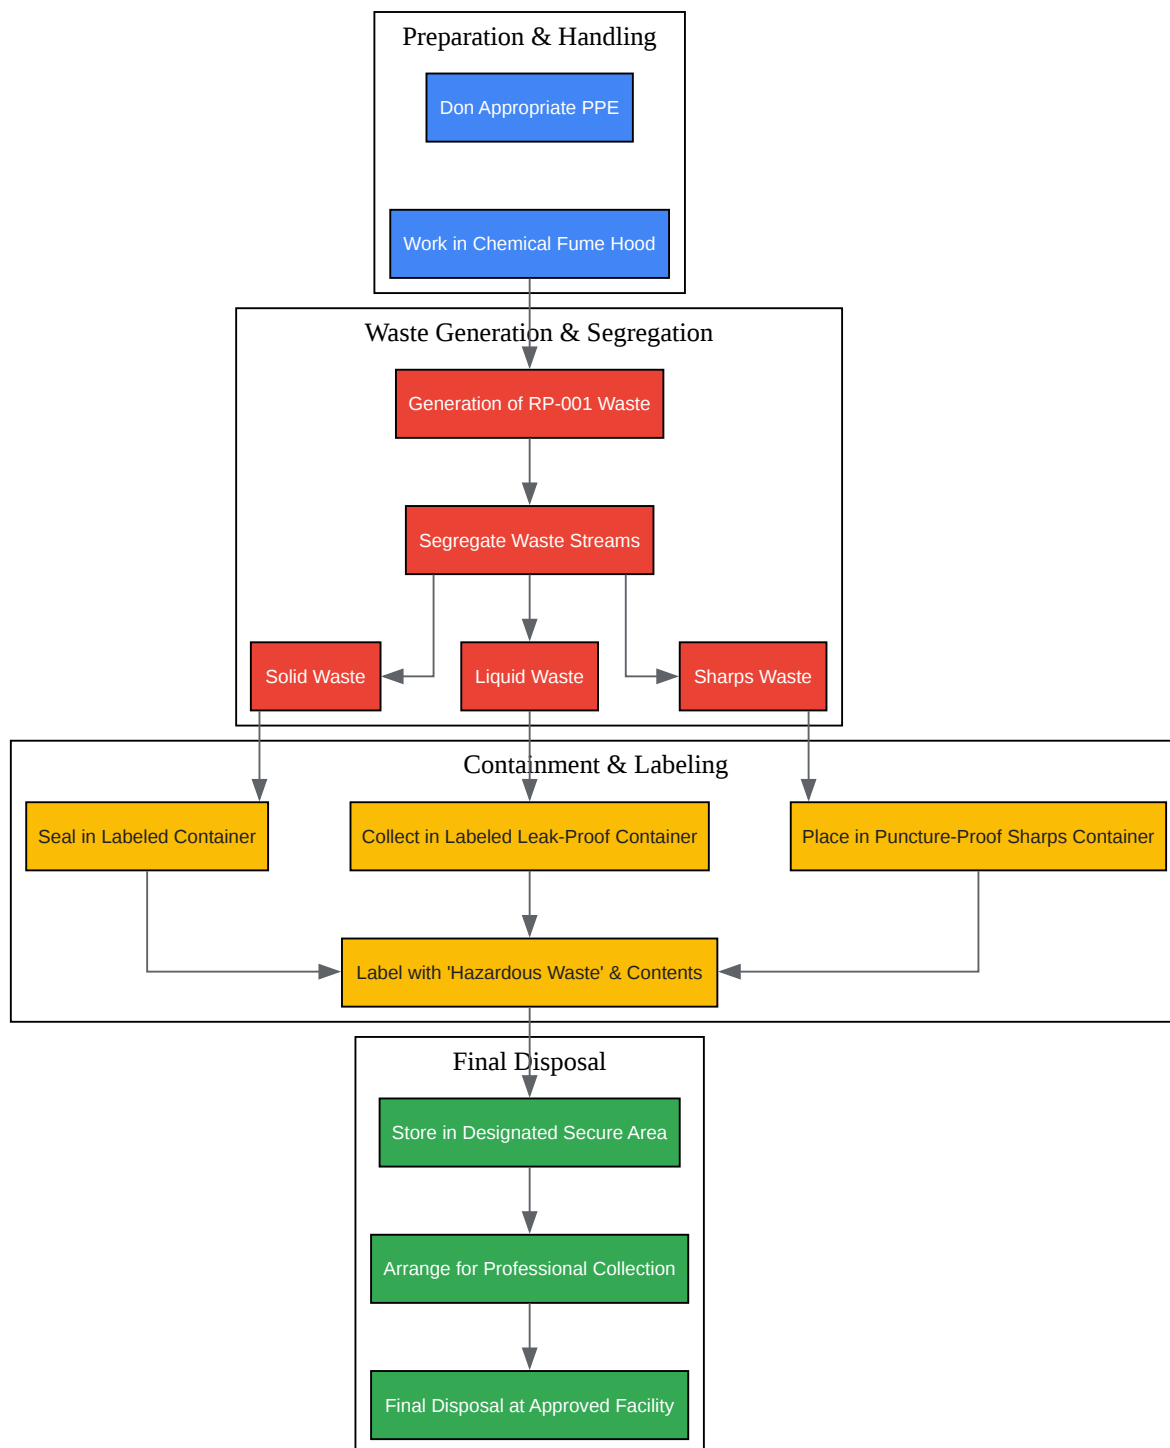 Preparation & Handling
Don Appropriate PPE
Work in Chemical Fume Hood
Waste Generation & Segregation
Generation of RP-001 Waste
Segregate Waste Streams
Solid Waste
Liquid Waste
Sharps Waste
Containment & Labeling
Seal in Labeled Container
Collect in Labeled Leak-Proof Container
Place in Puncture-Proof Sharps Container
Label with 'Hazardous Waste' & Contents
Final Disposal
Store in Designated Secure Area
Arrange for Professional Collection
Final Disposal at Approved Facility